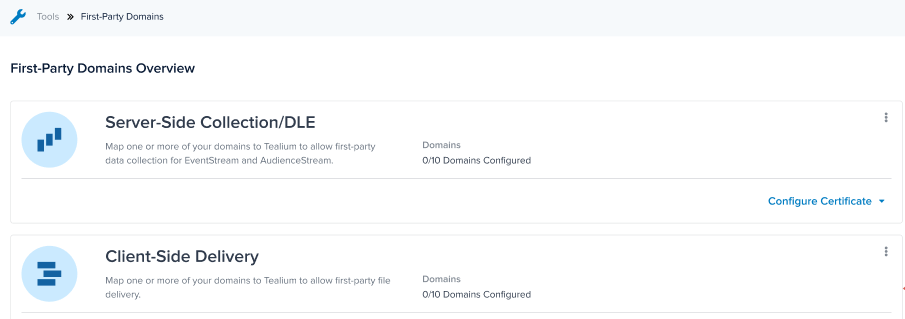 Tools » First-Party Domains
First-Party Domains Overview
Server-Side Collection/DLE
Map one or more of your domains to Tealium to allow first-party
data collection for EventStream and AudienceStream.
Domains
0/10 Domains Configured
Configure Certificate
Client-Side Delivery
Map one or more of your domains to Tealium to allow first-party file
delivery.
Domains
0/10 Domains Configured